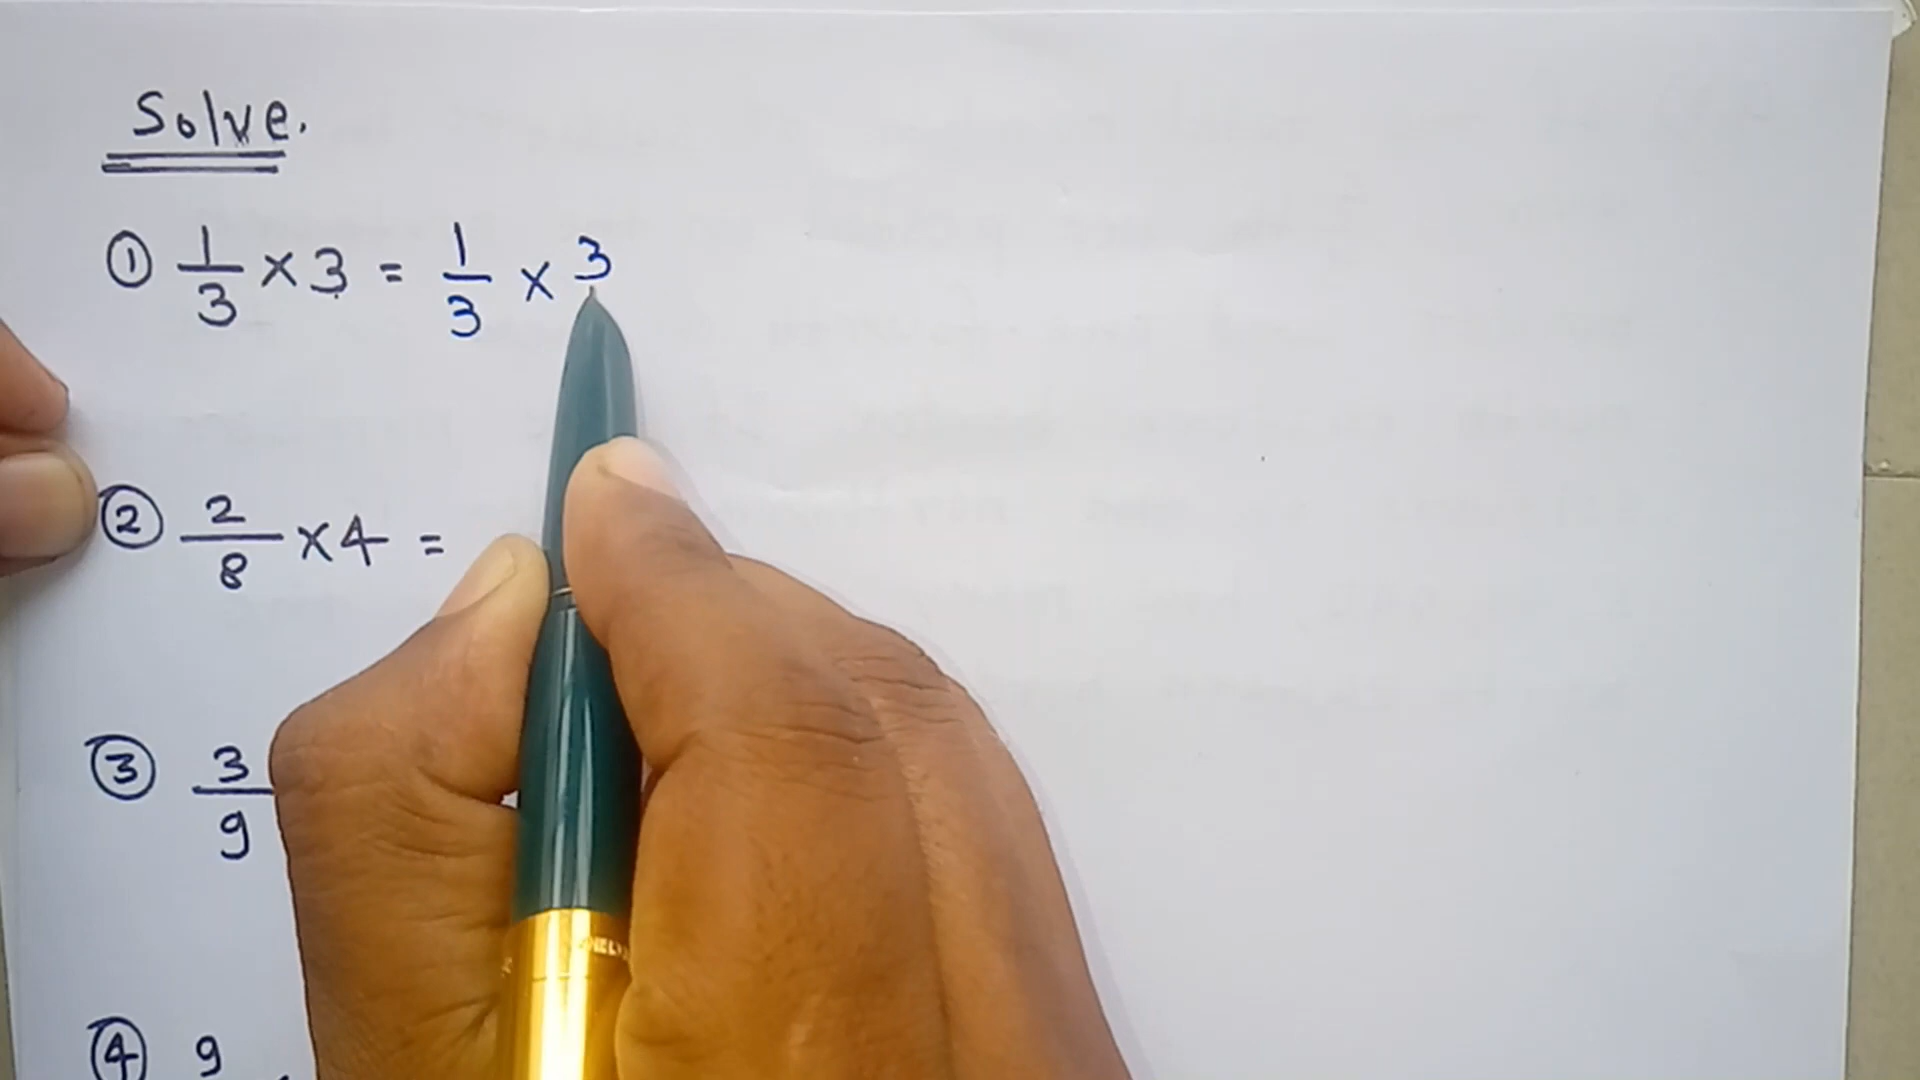 Solve.
① 1/3 × 3 = 1/3 × 3
② 2/8 × 4 =
③ 3/9
④ 9